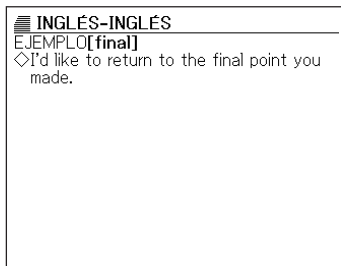 INGLÉS-INGLÉS
EJEMPLO[final]
◇I'd like to return to the final point you
made.